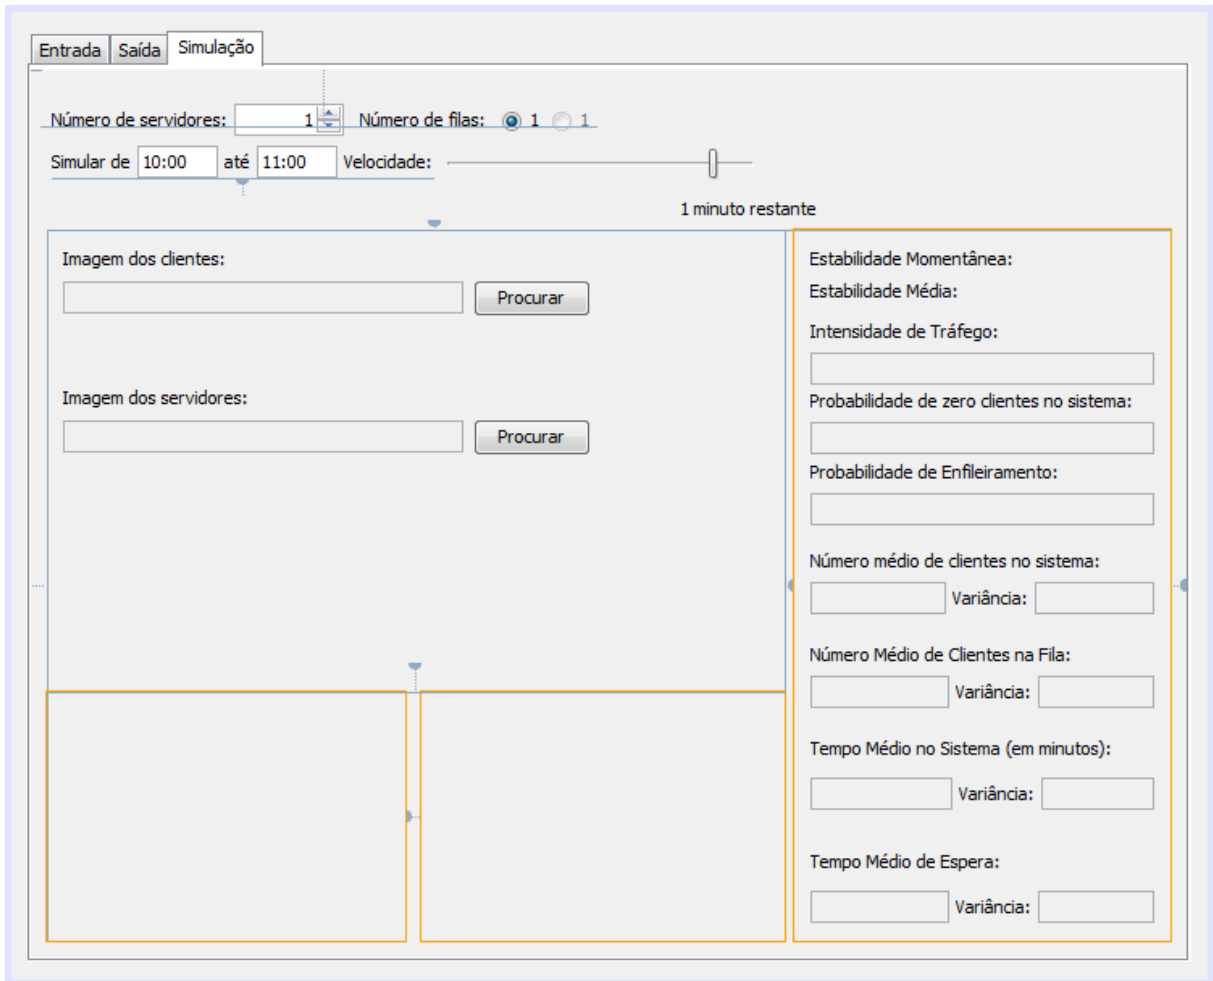 Entrada Saída Simulação
Número de servidores: 1 Número de filas: 1 1
Simular de 10:00 até 11:00 Velocidade:
1 minuto restante
Imagem dos clientes:
Procurar
Imagem dos servidores:
Procurar
Estabilidade Momentânea:
Estabilidade Média:
Intensidade de Tráfego:
Probabilidade de zero clientes no sistema:
Probabilidade de Enfileiramento:
Número médio de clientes no sistema:
Variância:
Número Médio de Clientes na Fila:
Variância:
Tempo Médio no Sistema (em minutos):
Variância:
Tempo Médio de Espera:
Variância: